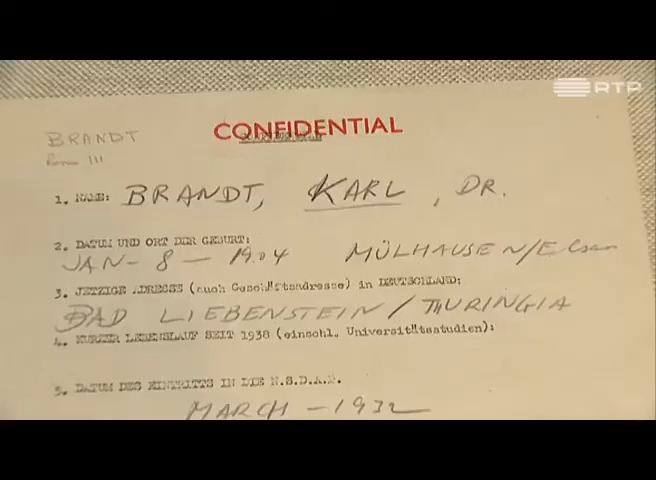 RTP
CONFIDENTIAL
BRANDT
Room 111
1. NAME: BRANDT, KARL, DR.
2. DATUM UND ORT DER GEBURT:
JAN - 8 - 1904 MÜLHAUSEN/Elsass
3. JETZIGE ADRESSE (auch Geschäftsadresse) in DEUTSCHLAND:
BAD LIEBENSTEIN/THURINGIA
4. KURZER LEBENSLAUF SEIT 1938 (einschl. Universitätsstudien):
5. DATUM DES EINTRITTS IN DIE N.S.D.A.P.
MARCH - 1932